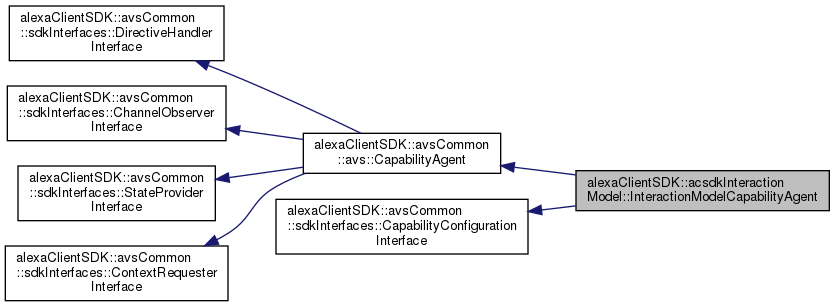 alexaClientSDK::avsCommon
::sdkInterfaces::DirectiveHandler
Interface
alexaClientSDK::avsCommon
::sdkInterfaces::ChannelObserver
Interface
alexaClientSDK::avsCommon
::sdkInterfaces::StateProvider
Interface
alexaClientSDK::avsCommon
::sdkInterfaces::ContextRequester
Interface
alexaClientSDK::avsCommon
::avs::CapabilityAgent
alexaClientSDK::avsCommon
::sdkInterfaces::CapabilityConfiguration
Interface
alexaClientSDK::acsdkInteraction
Model::InteractionModelCapabilityAgent